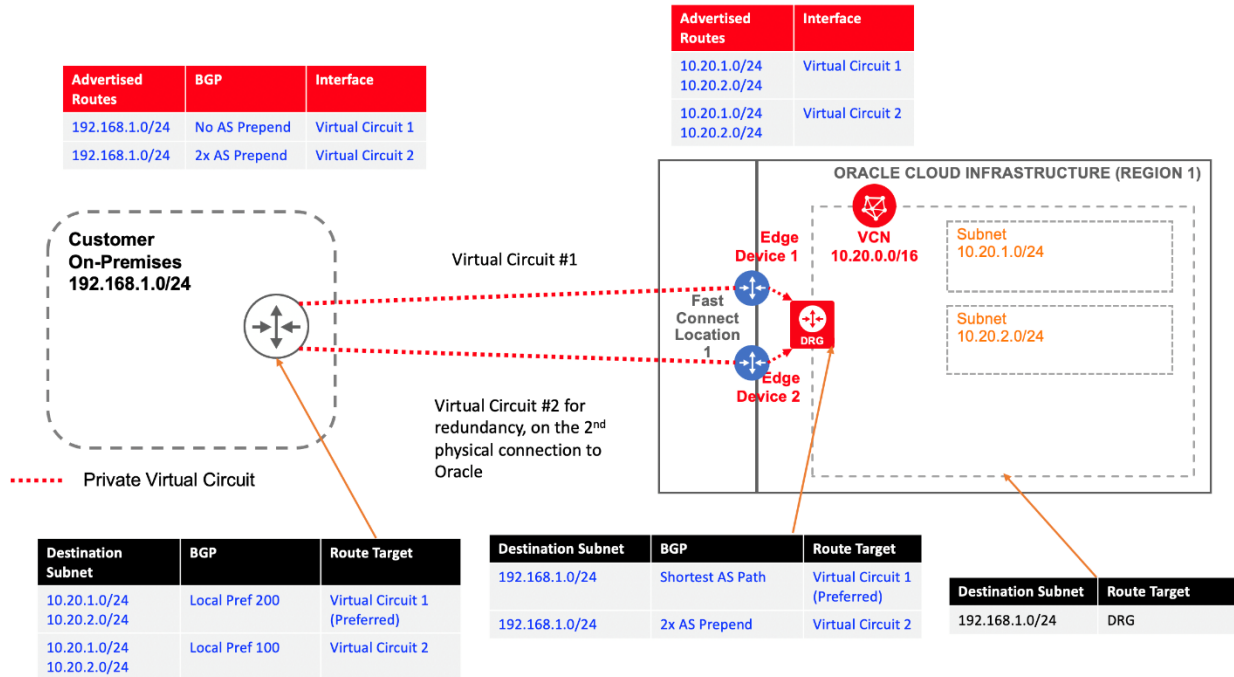 Advertised Routes
Interface
10.20.1.0/24
10.20.2.0/24
Virtual Circuit 1
10.20.1.0/24
10.20.2.0/24
Virtual Circuit 2
Advertised Routes
BGP
Interface
192.168.1.0/24
No AS Prepend
Virtual Circuit 1
192.168.1.0/24
2x AS Prepend
Virtual Circuit 2
ORACLE CLOUD INFRASTRUCTURE (REGION 1)
Customer
On-Premises
192.168.1.0/24
Virtual Circuit #1
Edge
Device 1
VCN
10.20.0.0/16
Subnet
10.20.1.0/24
Fast
Connect
Location
1
DRG
Subnet
10.20.2.0/24
Edge
Device 2
Virtual Circuit #2 for
redundancy, on the 2nd
physical connection to
Oracle
Private Virtual Circuit
Destination
Subnet
BGP
Route Target
10.20.1.0/24
10.20.2.0/24
Local Pref 200
Virtual Circuit 1
(Preferred)
10.20.1.0/24
10.20.2.0/24
Local Pref 100
Virtual Circuit 2
Destination Subnet
BGP
Route Target
192.168.1.0/24
Shortest AS Path
Virtual Circuit 1
(Preferred)
192.168.1.0/24
2x AS Prepend
Virtual Circuit 2
Destination Subnet
Route Target
192.168.1.0/24
DRG